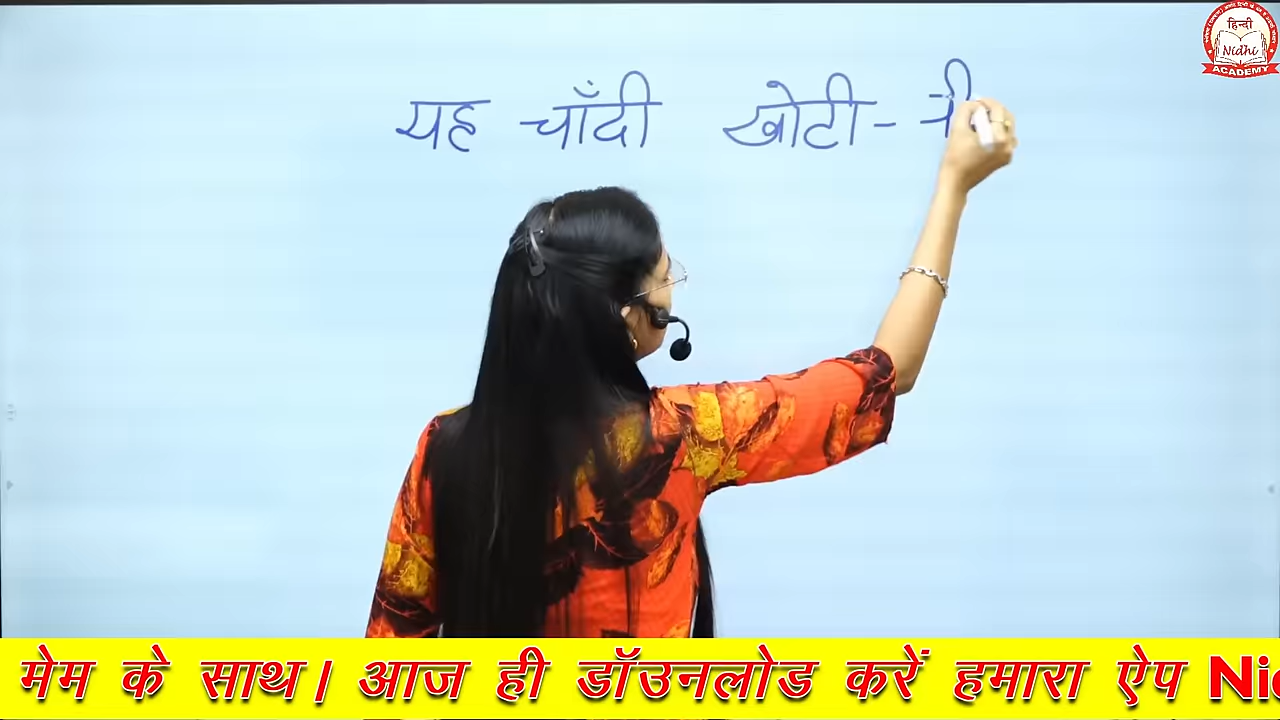 यह चाँदी खोटी-
हिन्दी
Nidhi
ACADEMY
मेम के साथ। आज ही डॉउनलोड करें हमारा ऐप